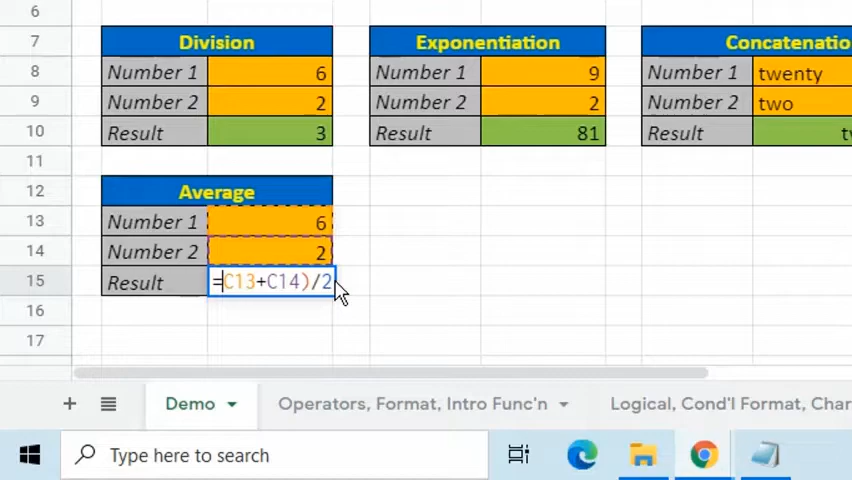 6
7 Division Exponentiation Concatenatio
8 Number 1 6 Number 1 9 Number 1 twenty
9 Number 2 2 Number 2 2 Number 2 two
10 Result 3 Result 81 Result tv
11
12 Average
13 Number 1 6
14 Number 2 2
15 Result =C13+C14)/2
16
17
+ Demo Operators, Format, Intro Func'n Logical, Cond'l Format, Char
Type here to search